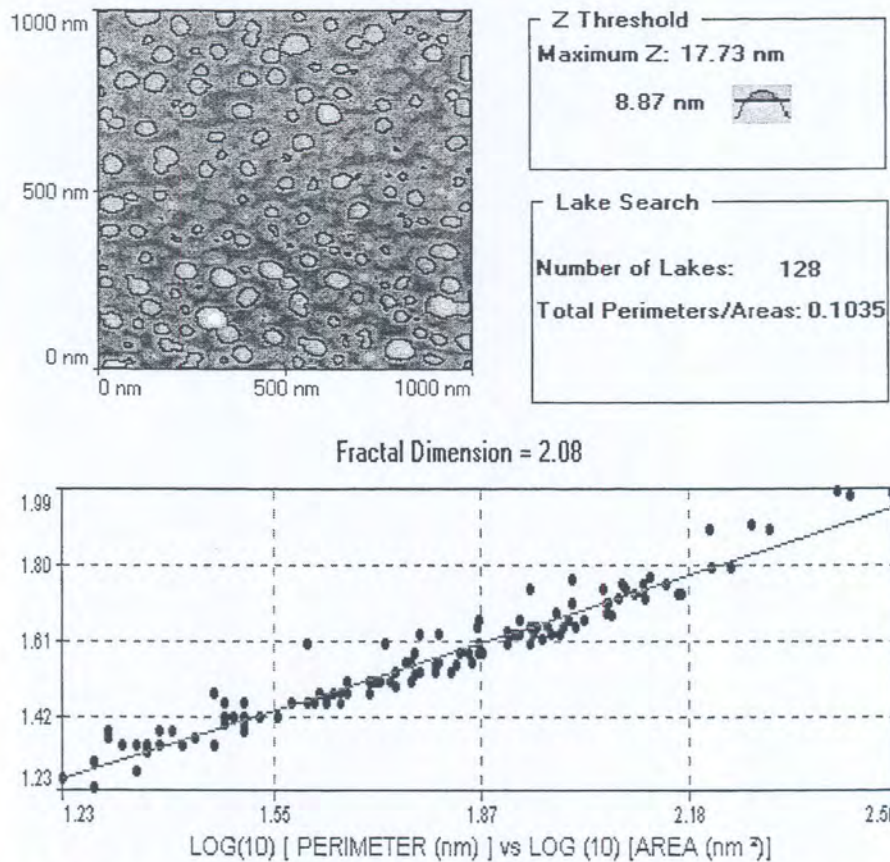 1000 nm
500 nm
0 nm
0 nm 500 nm 1000 nm
Z Threshold
Maximum Z: 17.73 nm
8.87 nm
Lake Search
Number of Lakes: 128
Total Perimeters/Areas: 0.1035
Fractal Dimension = 2.08
1.99
1.80
1.61
1.42
1.23
1.23 1.55 1.87 2.18 2.50
LOG(10) [ PERIMETER (nm) ] vs LOG (10) [AREA (nm ²)]